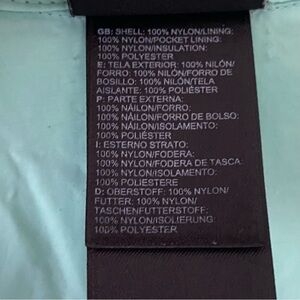 GB: SHELL: 100% NYLON/LINING:
100% NYLON/POCKET LINING:
100% NYLON/INSULATION:
100% POLYESTER
E: TELA EXTERIOR: 100% NILÓN/
FORRO: 100% NILÓN/FORRO DE
BOSILLO: 100% NILÓN/TELA
AISLANTE: 100% POLIÉSTER
P: PARTE EXTERNA:
100% NÁILON/FORRO:
100% NÁILON/FORRO DE BOLSO:
100% NÁILON/ISOLAMENTO:
100% POLIÉSTER
I: ESTERNO STRATO:
100% NYLON/FODERA:
100% NYLON/FODERA DE TASCA:
100% NYLON/ISOLAMENTO:
100% POLIESTERE
D: OBERSTOFF: 100% NYLON/
FUTTER: 100% NYLON/
TASCHENFUTTERSTOFF:
100% NYLON/ISOLIERUNG:
100% POLYESTER